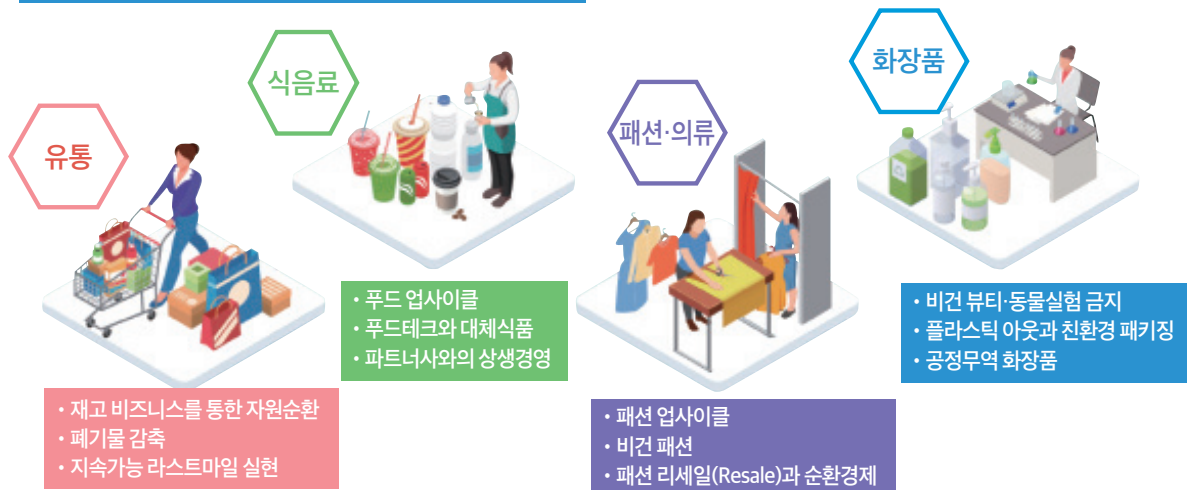 유통
• 재고 비즈니스를 통한 자원순환
• 폐기물 감축
• 지속가능 라스트마일 실현
식음료
• 푸드 업사이클
• 푸드테크와 대체식품
• 파트너사와의 상생경영
패션·의류
• 패션 업사이클
• 비건 패션
• 패션 리세일(Resale)과 순환경제
화장품
• 비건 뷰티·동물실험 금지
• 플라스틱 아웃과 친환경 패키징
• 공정무역 화장품